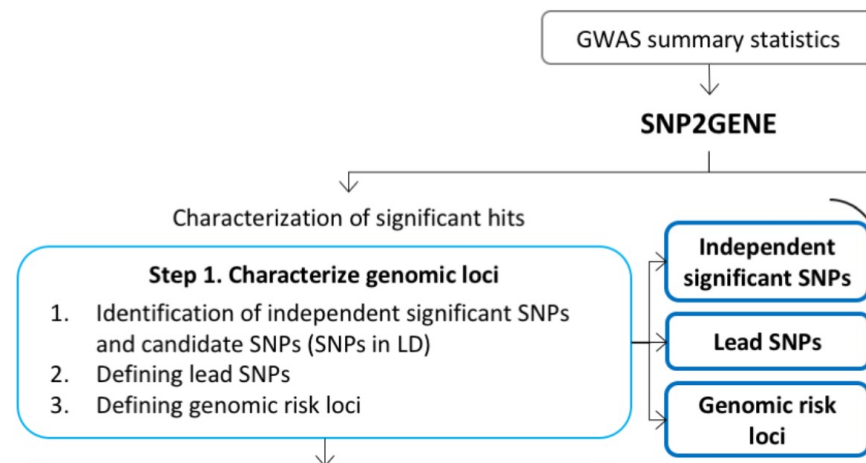 GWAS summary statistics
SNP2GENE
Characterization of significant hits
Step 1. Characterize genomic loci
1. Identification of independent significant SNPs
and candidate SNPs (SNPs in LD)
2. Defining lead SNPs
3. Defining genomic risk loci
Independent
significant SNPs
Lead SNPs
Genomic risk
loci